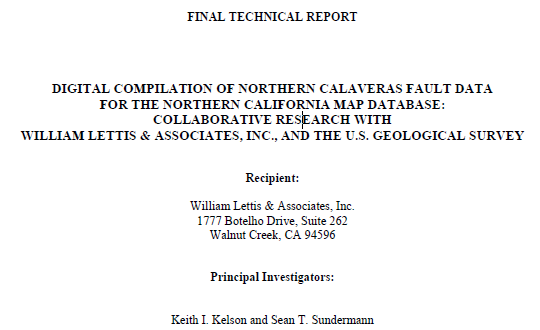 FINAL TECHNICAL REPORT
DIGITAL COMPILATION OF NORTHERN CALAVERAS FAULT DATA
FOR THE NORTHERN CALIFORNIA MAP DATABASE:
COLLABORATIVE RESEARCH WITH
WILLIAM LETTIS & ASSOCIATES, INC., AND THE U.S. GEOLOGICAL SURVEY
Recipient:
William Lettis & Associates, Inc.
1777 Botelho Drive, Suite 262
Walnut Creek, CA 94596
Principal Investigators:
Keith I. Kelson and Sean T. Sundermann